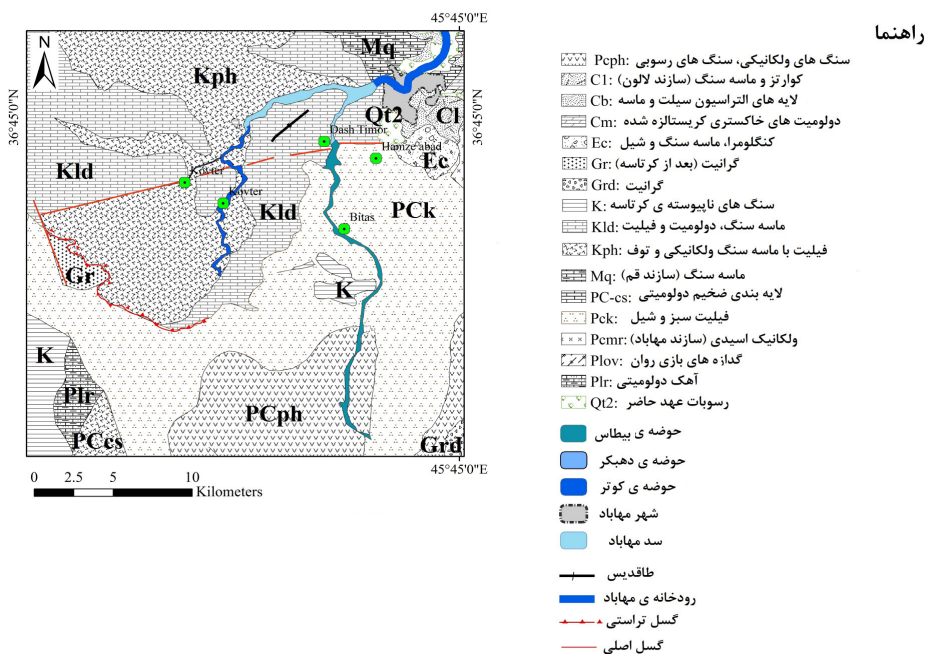 45°45'0"E
N
Mq
Kph
36°45'0"N
36°45'0"N
Qt2
Cl
Dash Timor
Hamze abad
Ec
Kld
Kovter
Kovter
Kld
PCk
Bitas
Gr
K
K
Plr
PCph
PCcs
Grd
45°45'0"E
0 2.5 5 10
Kilometers
راهنما
Pcph: سنگ های ولکانیکی، سنگ های رسوبی
C1: کوارتز و ماسه سنگ (سازند لالون)
Cb: لایه های التراسیون سیلت و ماسه
Cm: دولومیت های خاکستری کریستالزه شده
Ec: کنگلومرا، ماسه سنگ و شیل
Gr: گرانیت (بعد از کرتاسه)
Grd: گرانیت
K: سنگ های ناپیوسته ی کرتاسه
Kld: ماسه سنگ، دولومیت و فیلیت
Kph: فیلیت با ماسه سنگ ولکانیکی و توف
Mq: ماسه سنگ (سازند قم)
PC-cs: لایه بندی ضخیم دولومیتی
Pck: فیلیت سبز و شیل
Pcmr: ولکانیک اسیدی (سازند مهاباد)
Plov: گدازه های بازی روان
Plr: آهک دولومیتی
Qt2: رسوبات عهد حاضر
حوضه ی بیطاس
حوضه ی دهبکر
حوضه ی کوتر
شهر مهاباد
سد مهاباد
طاقدیس
رودخانه ی مهاباد
گسل تراستی
گسل اصلی